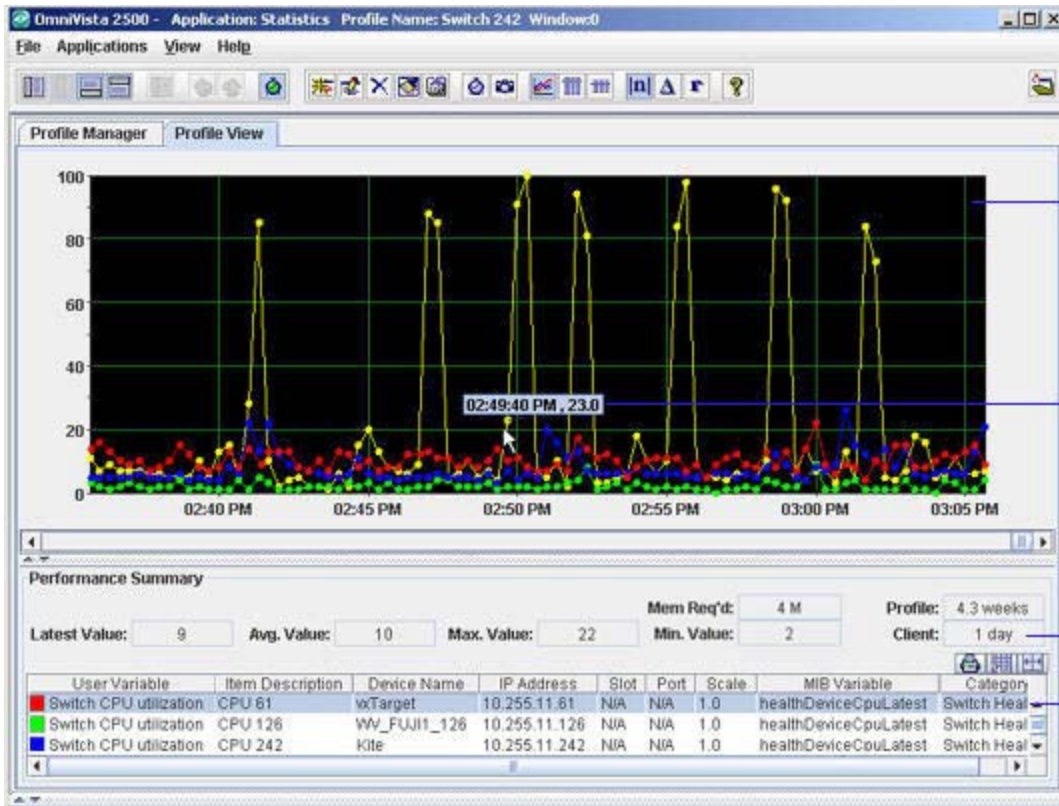 OmniVista 2500 - Application: Statistics Profile Name: Switch 242 Window:0
File Applications View Help
|n| Δ r ?
Profile Manager Profile View
100
80
60
40
20
0
02:49:40 PM , 23.0
02:40 PM 02:45 PM 02:50 PM 02:55 PM 03:00 PM 03:05 PM
Performance Summary
Mem Req'd: 4 M Profile: 4.3 weeks
Latest Value: 9 Avg. Value: 10 Max. Value: 22 Min. Value: 2 Client: 1 day
User Variable Item Description Device Name IP Address Slot Port Scale MIB Variable Category
Switch CPU utilization CPU 61 vxTarget 10.255.11.61 N/A N/A 1.0 healthDeviceCpuLatest Switch Heal
Switch CPU utilization CPU 126 WV_FUJI1_126 10.255.11.126 N/A N/A 1.0 healthDeviceCpuLatest Switch Heal
Switch CPU utilization CPU 242 Kite 10.255.11.242 N/A N/A 1.0 healthDeviceCpuLatest Switch Heal